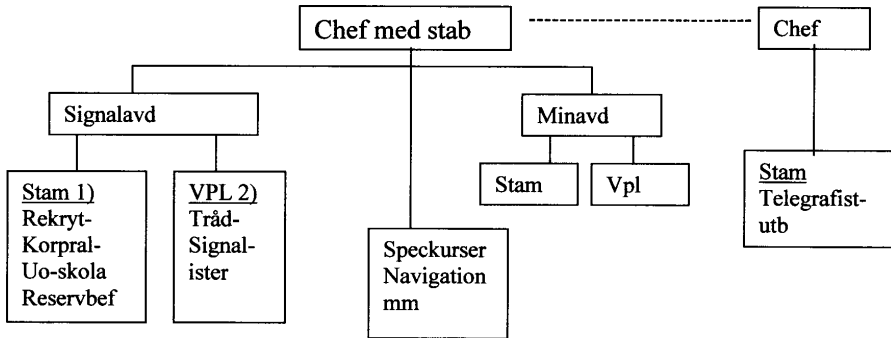 Chef med stab
Chef
Signalavd
Minavd
Stam 1)
Rekryt-
Korpral-
Uo-skola
Reservbef
VPL 2)
Tråd-
Signal-
ister
Speckurser
Navigation
mm
Stam
Vpl
Stam
Telegrafist-
utb